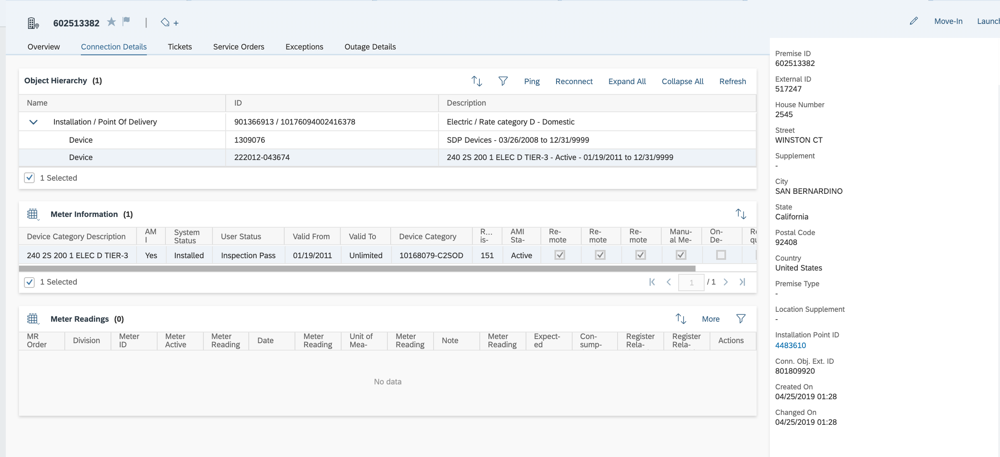 602513382
+
Move-In
Launch
Overview
Connection Details
Tickets
Service Orders
Exceptions
Outage Details
Object Hierarchy (1)
Ping
Reconnect
Expand All
Collapse All
Refresh
Name
ID
Description
Installation / Point Of Delivery
901366913 / 10176094002416378
Electric / Rate category D - Domestic
Device
1309076
SDP Devices - 03/26/2008 to 12/31/9999
Device
222012-043674
240 2S 200 1 ELEC D TIER-3 - Active - 01/19/2011 to 12/31/9999
1 Selected
Meter Information (1)
Device Category Description
AM
I
System
Status
User Status
Valid From
Valid To
Device Category
R...
is-
AMI
Sta-
Re-
mote
Re-
mote
Re-
mote
Manu-
al Me-
On-
De-
240 2S 200 1 ELEC D TIER-3
Yes
Installed
Inspection Pass
01/19/2011
Unlimited
10168079-C2SOD
151
Active
1 Selected
1
/ 1
Meter Readings (0)
More
MR
Order
Division
Meter
ID
Meter
Active
Meter
Reading
Date
Meter
Reading
Unit of
Mea-
Meter
Reading
Note
Meter
Reading
Expect-
ed
Con-
sump-
Register
Rela-
Register
Rela-
Actions
No data
Premise ID
602513382
External ID
517247
House Number
2545
Street
WINSTON CT
Supplement
-
City
SAN BERNARDINO
State
California
Postal Code
92408
Country
United States
Premise Type
-
Location Supplement
-
Installation Point ID
4483610
Conn. Obj. Ext. ID
801809920
Created On
04/25/2019 01:28
Changed On
04/25/2019 01:28